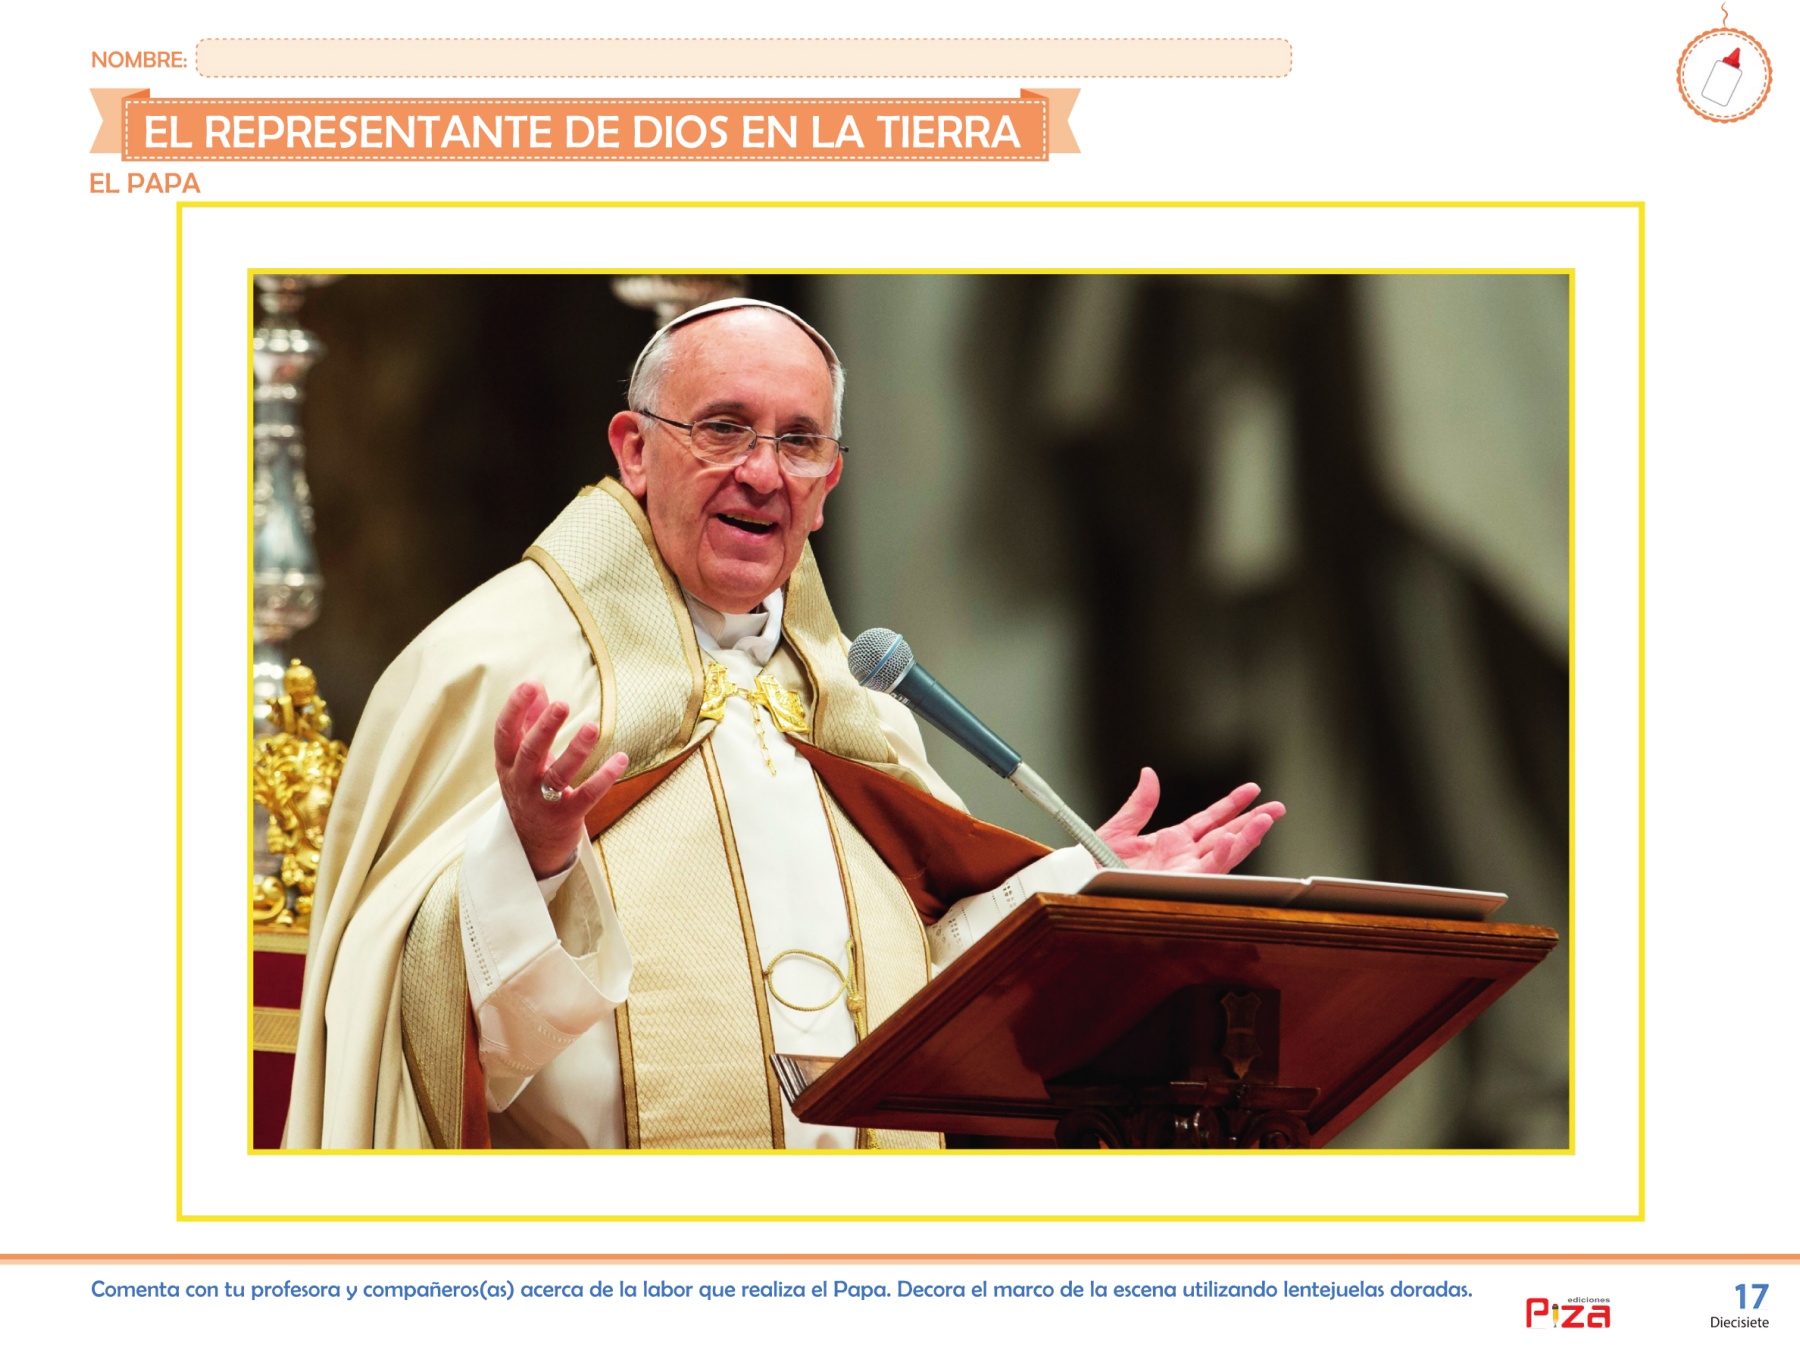 NOMBRE:
EL REPRESENTANTE DE DIOS EN LA TIERRA
EL PAPA
Comenta con tu profesora y compañeros(as) acerca de la labor que realiza el Papa. Decora el marco de la escena utilizando lentejuelas doradas.
ediciones
Piza
17
Diecisiete